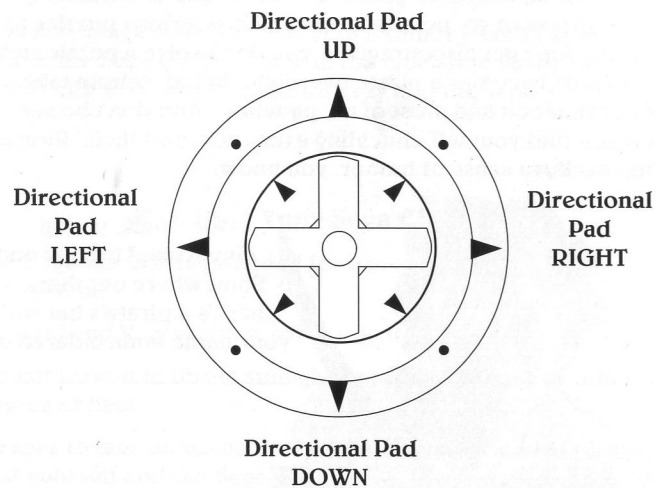 Directional Pad
UP
Directional
Pad
LEFT
Directional
Pad
RIGHT
Directional Pad
DOWN